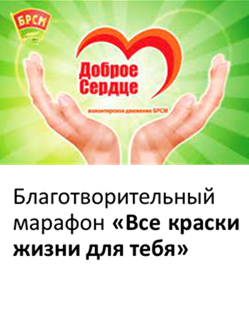 БРСМ
Доброе
Сердце
волонтерское движение БРСМ
Благотворительный
марафон «Все краски
жизни для тебя»